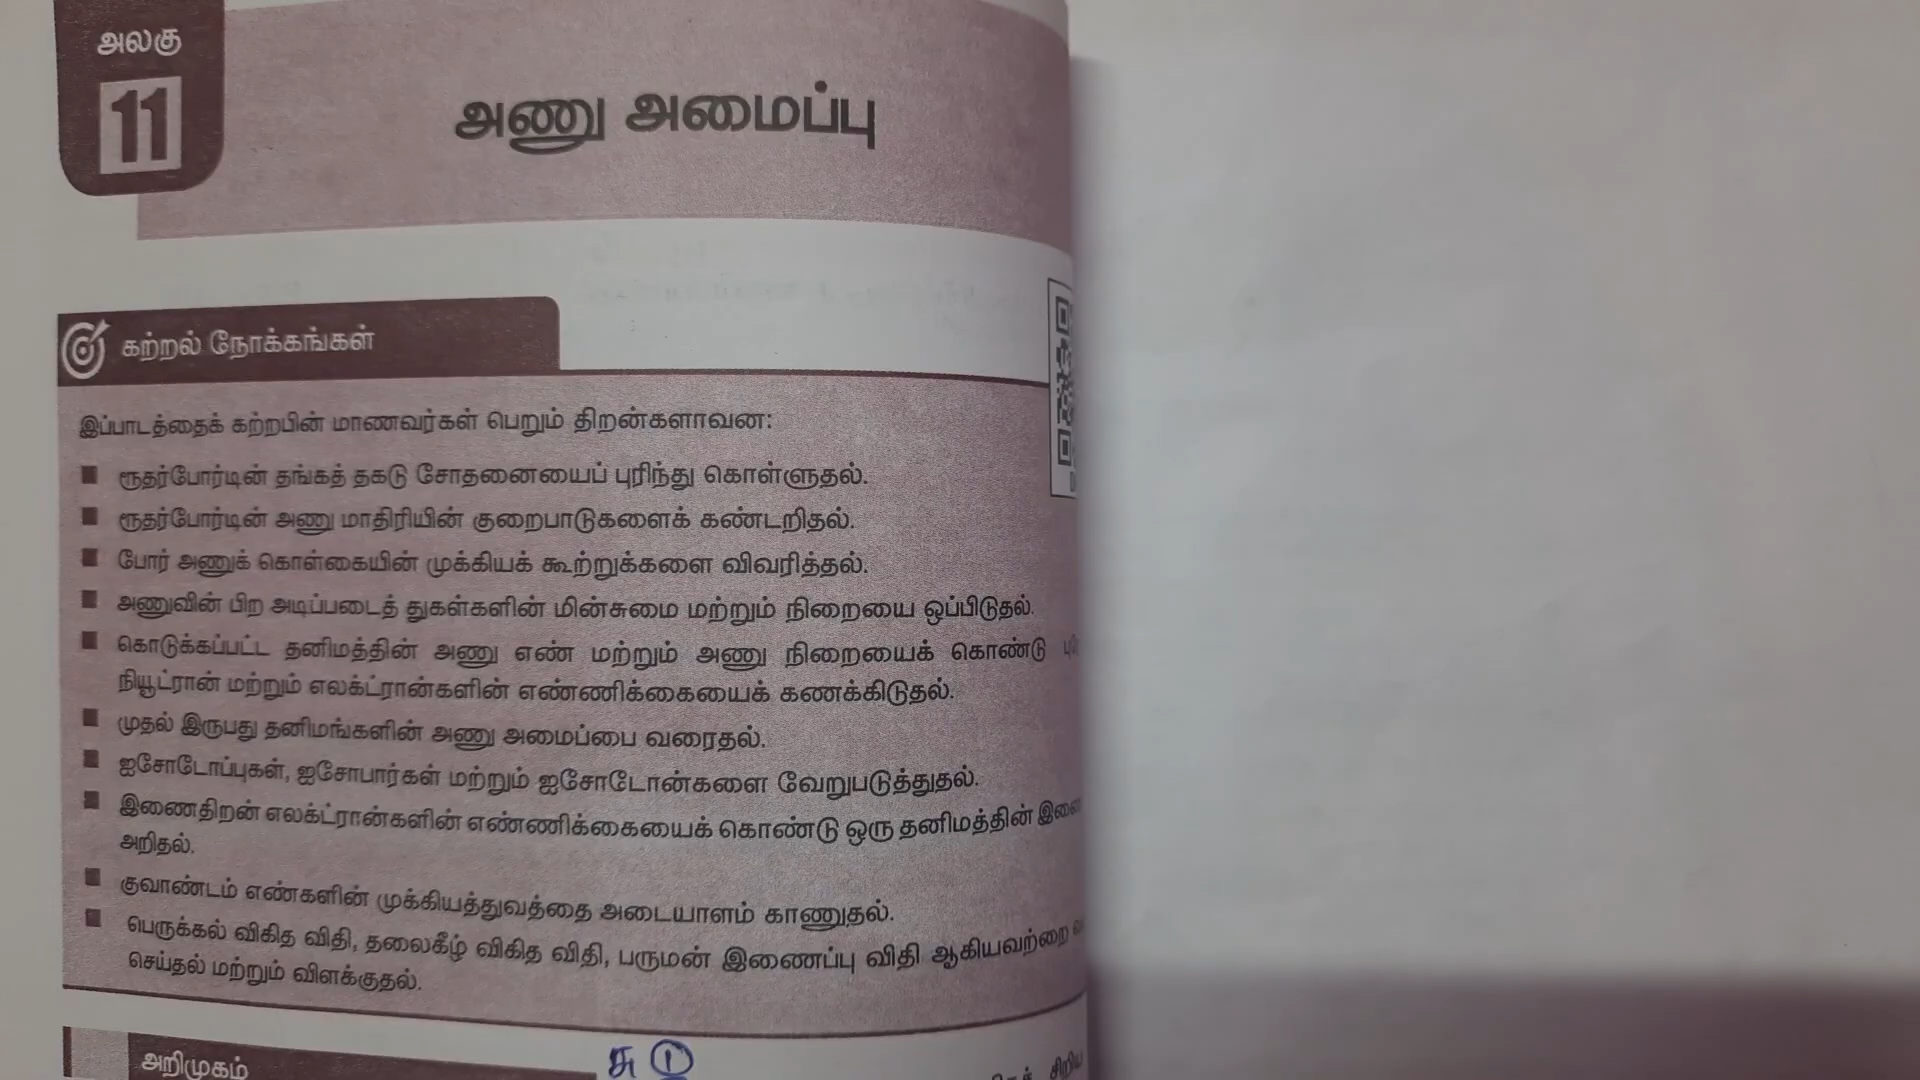 அலகு
11
அணு அமைப்பு
கற்றல் நோக்கங்கள்
இப்பாடத்தைக் கற்றபின் மாணவர்கள் பெறும் திறன்களாவன:
ரூதர்போர்டின் தங்கத் தகடு சோதனையைப் புரிந்து கொள்ளுதல்.
ரூதர்போர்டின் அணு மாதிரியின் குறைபாடுகளைக் கண்டறிதல்.
போர் அணுக் கொள்கையின் முக்கியக் கூற்றுக்களை விவரித்தல்.
அணுவின் பிற அடிப்படைத் துகள்களின் மின்சுமை மற்றும் நிறையை ஒப்பிடுதல்.
கொடுக்கப்பட்ட தனிமத்தின் அணு எண் மற்றும் அணு நிறையைக் கொண்டு
நியூட்ரான் மற்றும் எலக்ட்ரான்களின் எண்ணிக்கையைக் கணக்கிடுதல்.
முதல் இருபது தனிமங்களின் அணு அமைப்பை வரைதல்.
ஐசோடோப்புகள், ஐசோபார்கள் மற்றும் ஐசோடோன்களை வேறுபடுத்துதல்.
இணைதிறன் எலக்ட்ரான்களின் எண்ணிக்கையைக் கொண்டு ஒரு தனிமத்தின்
அறிதல்.
குவாண்டம் எண்களின் முக்கியத்துவத்தை அடையாளம் காணுதல்.
பெருக்கல் விகித விதி, தலைகீழ் விகித விதி, பருமன் இணைப்பு விதி ஆகியவற்றை
செய்தல் மற்றும் விளக்குதல்.
அறிமுகம்
சு 1
சிறிய